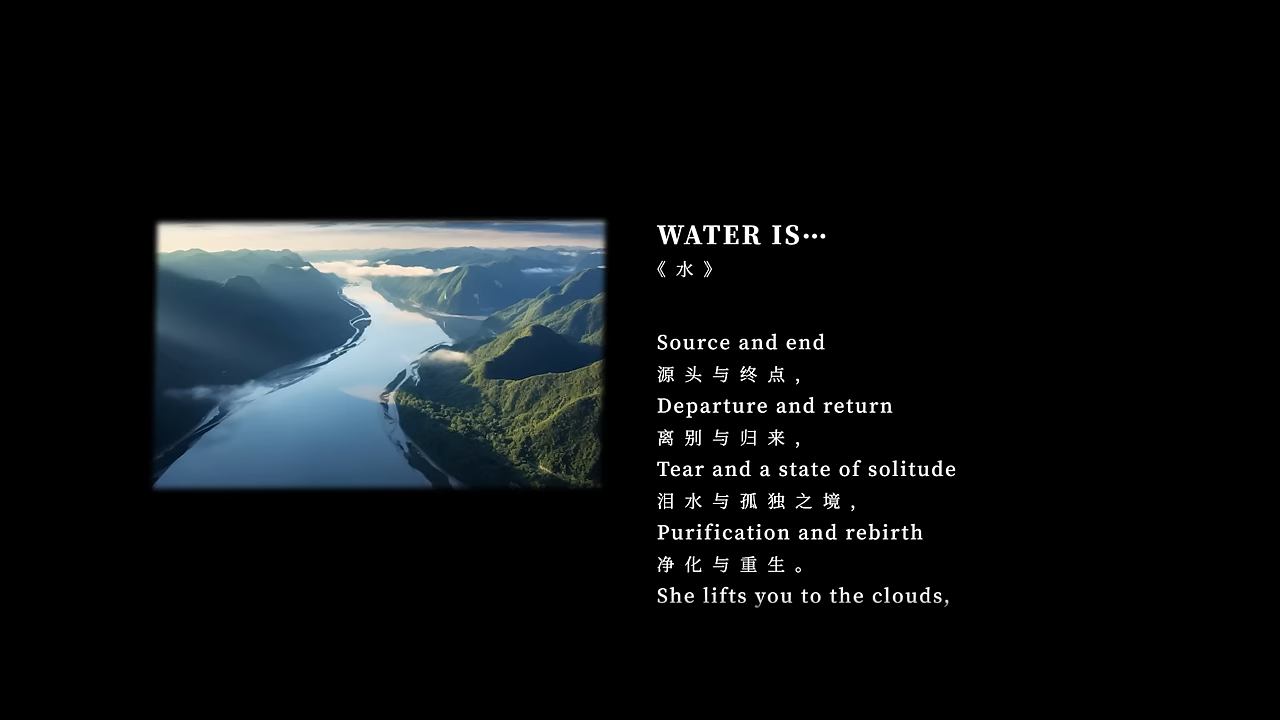 WATER IS···
《水》
Source and end
源头与终点,
Departure and return
离别与归来,
Tear and a state of solitude
泪水与孤独之境,
Purification and rebirth
净化与重生。
She lifts you to the clouds,